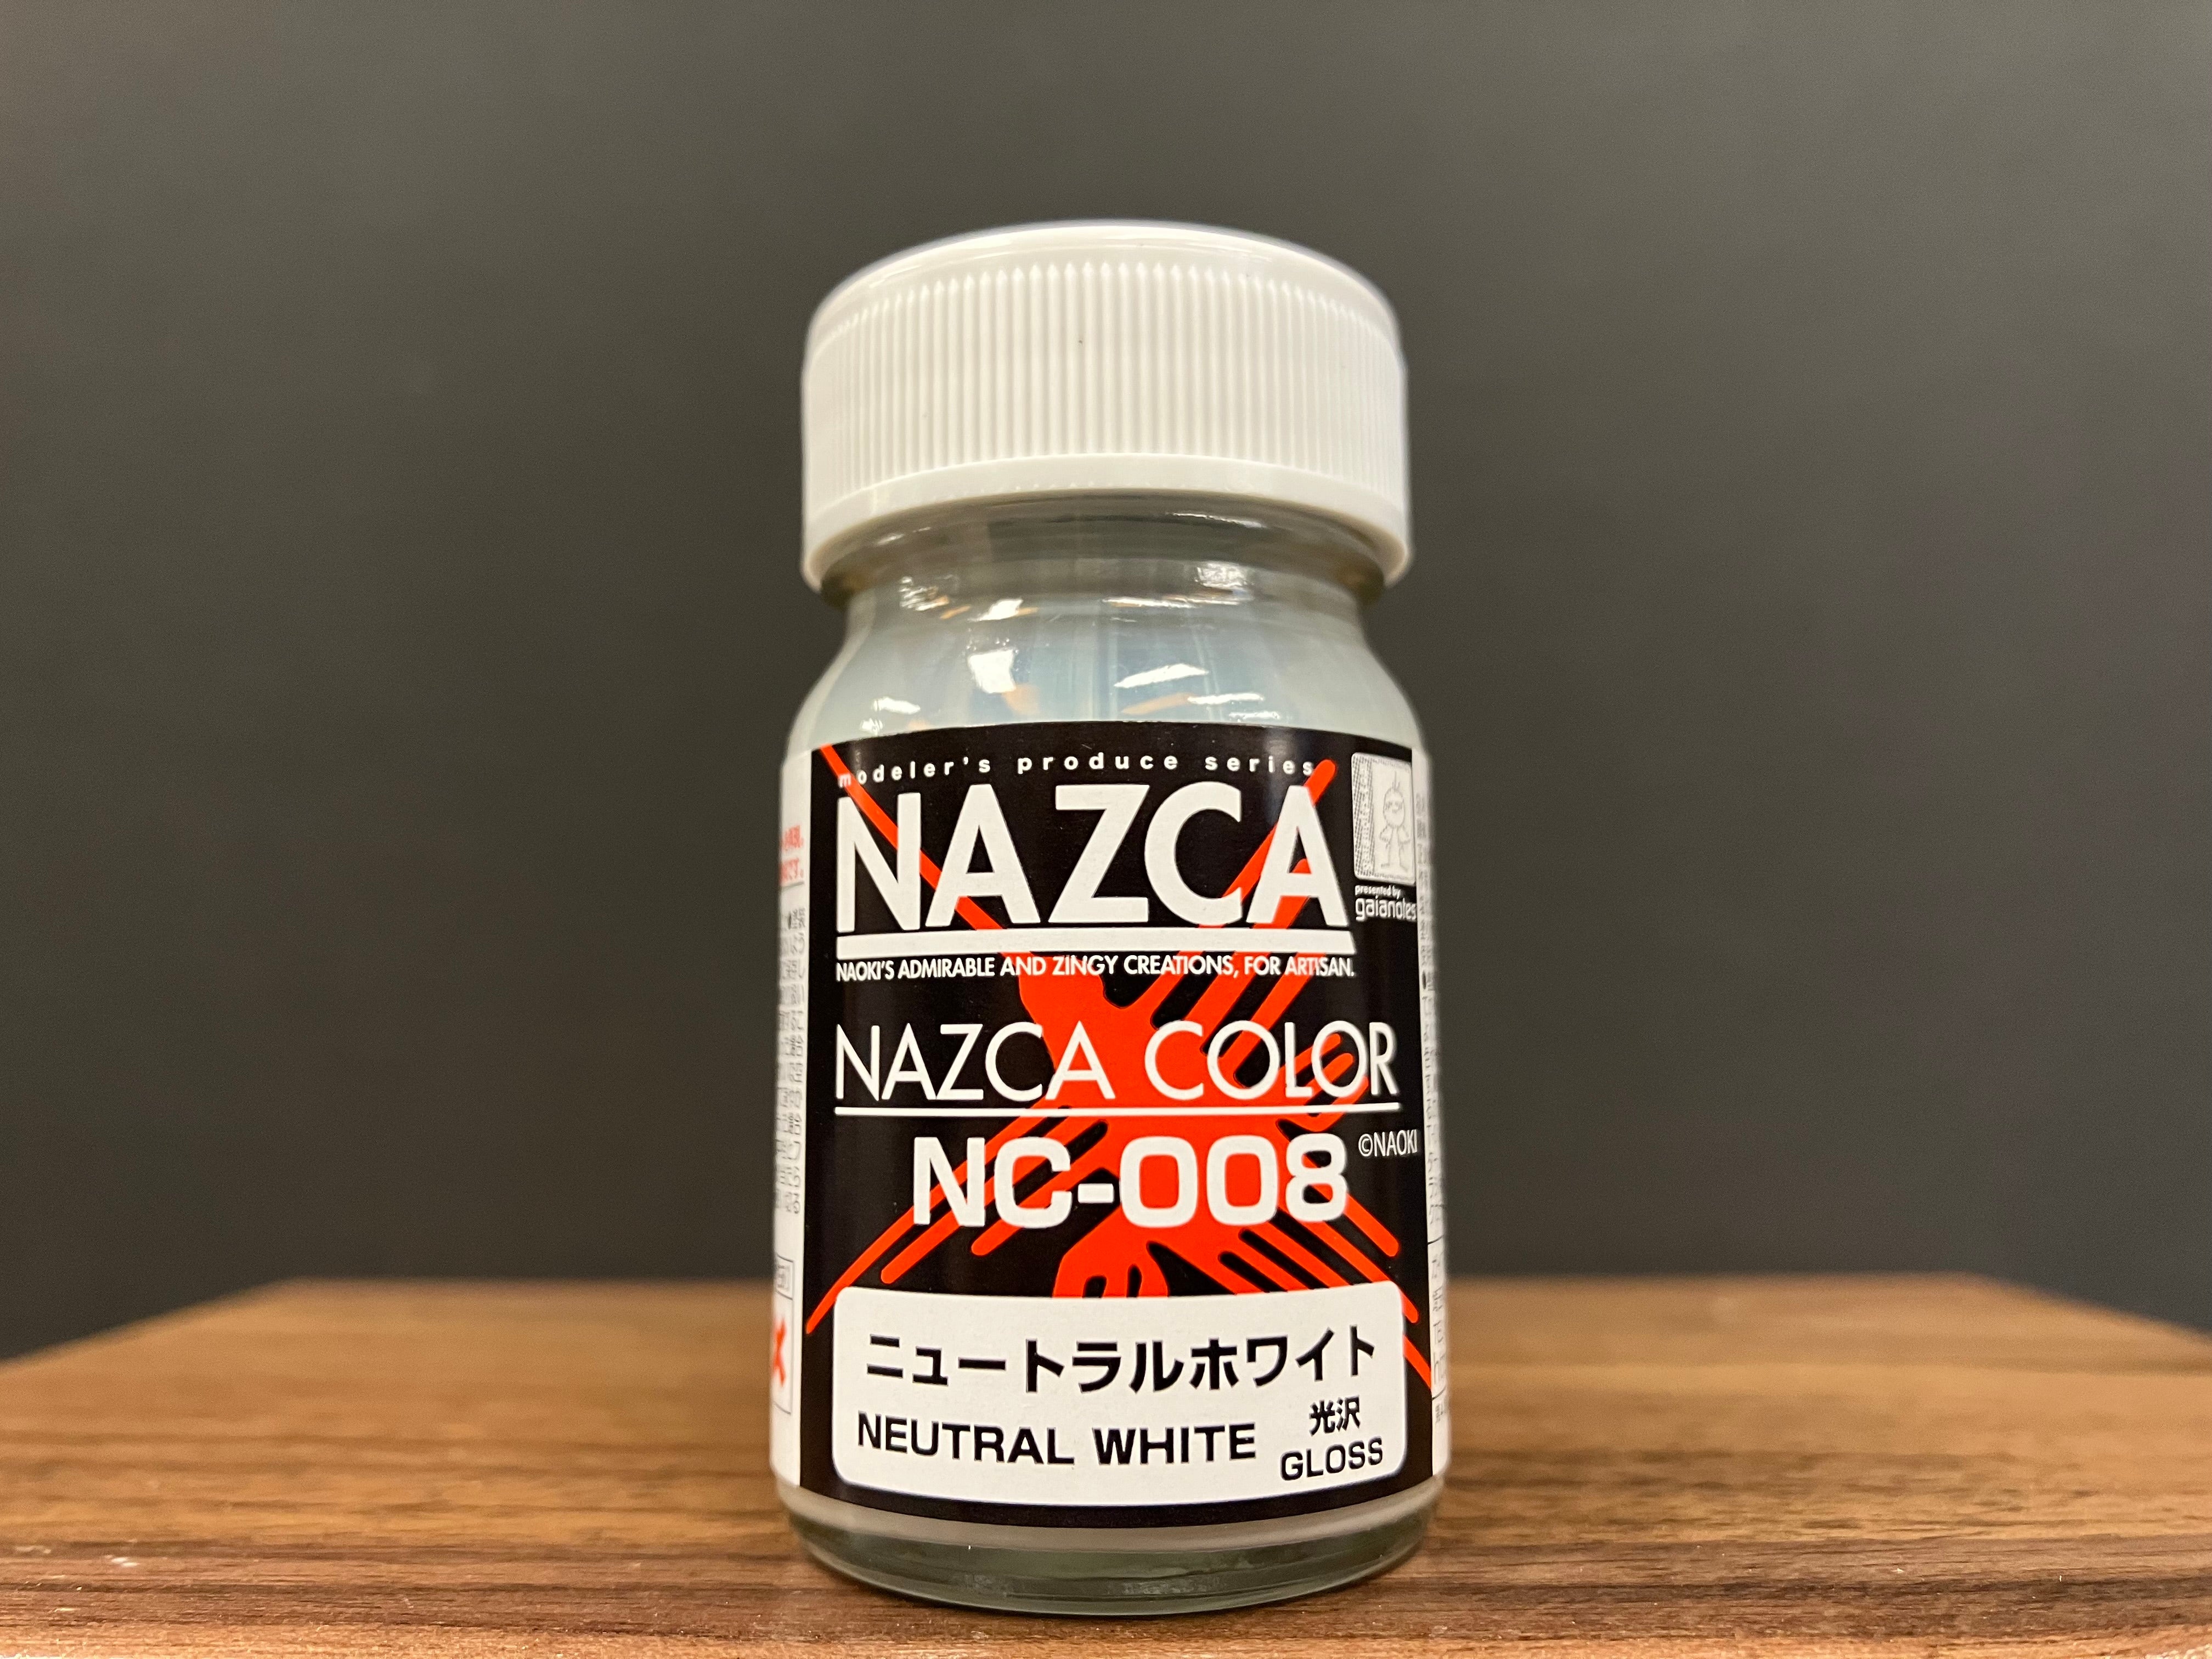 modeler's produce series
NAZCA
presented by
gaianotes
NAOKI'S ADMIRABLE AND ZINGY CREATIONS, FOR ARTISAN.
NAZCA COLOR
NC-008
©NAOKI
ニュートラルホワイト
NEUTRAL WHITE
光沢
GLOSS